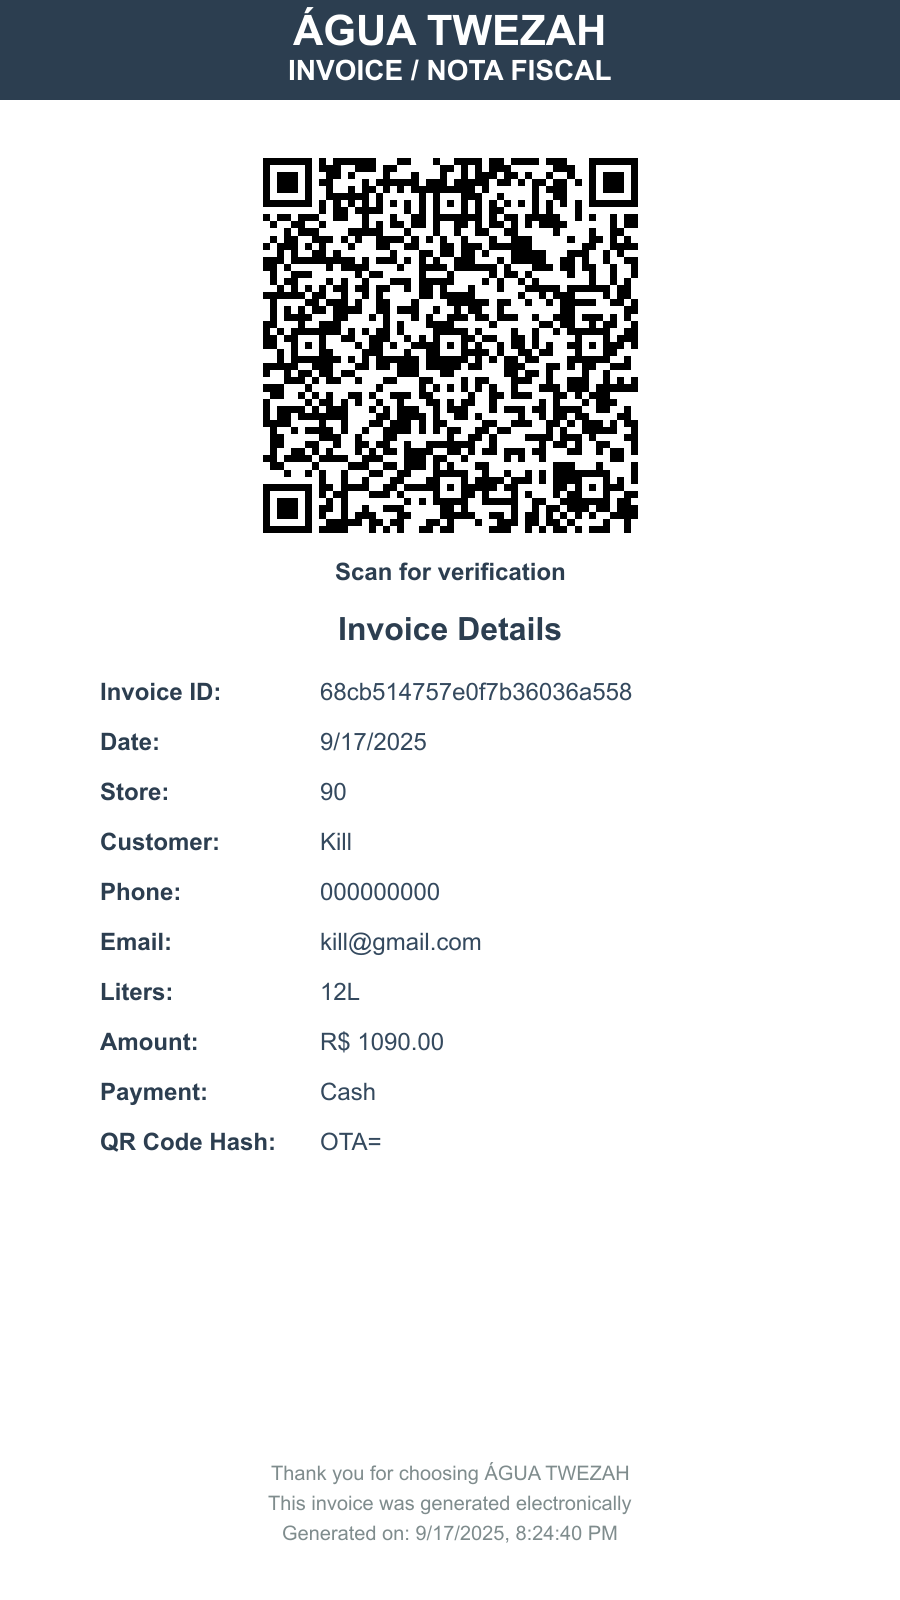 ÁGUA TWEZAH
INVOICE / NOTA FISCAL
Scan for verification
Invoice Details
Invoice ID: 68cb514757e0f7b36036a558
Date: 9/17/2025
Store: 90
Customer: Kill
Phone: 000000000
Email: kill@gmail.com
Liters: 12L
Amount: R$ 1090.00
Payment: Cash
QR Code Hash: OTA=
Thank you for choosing ÁGUA TWEZAH
This invoice was generated electronically
Generated on: 9/17/2025, 8:24:40 PM